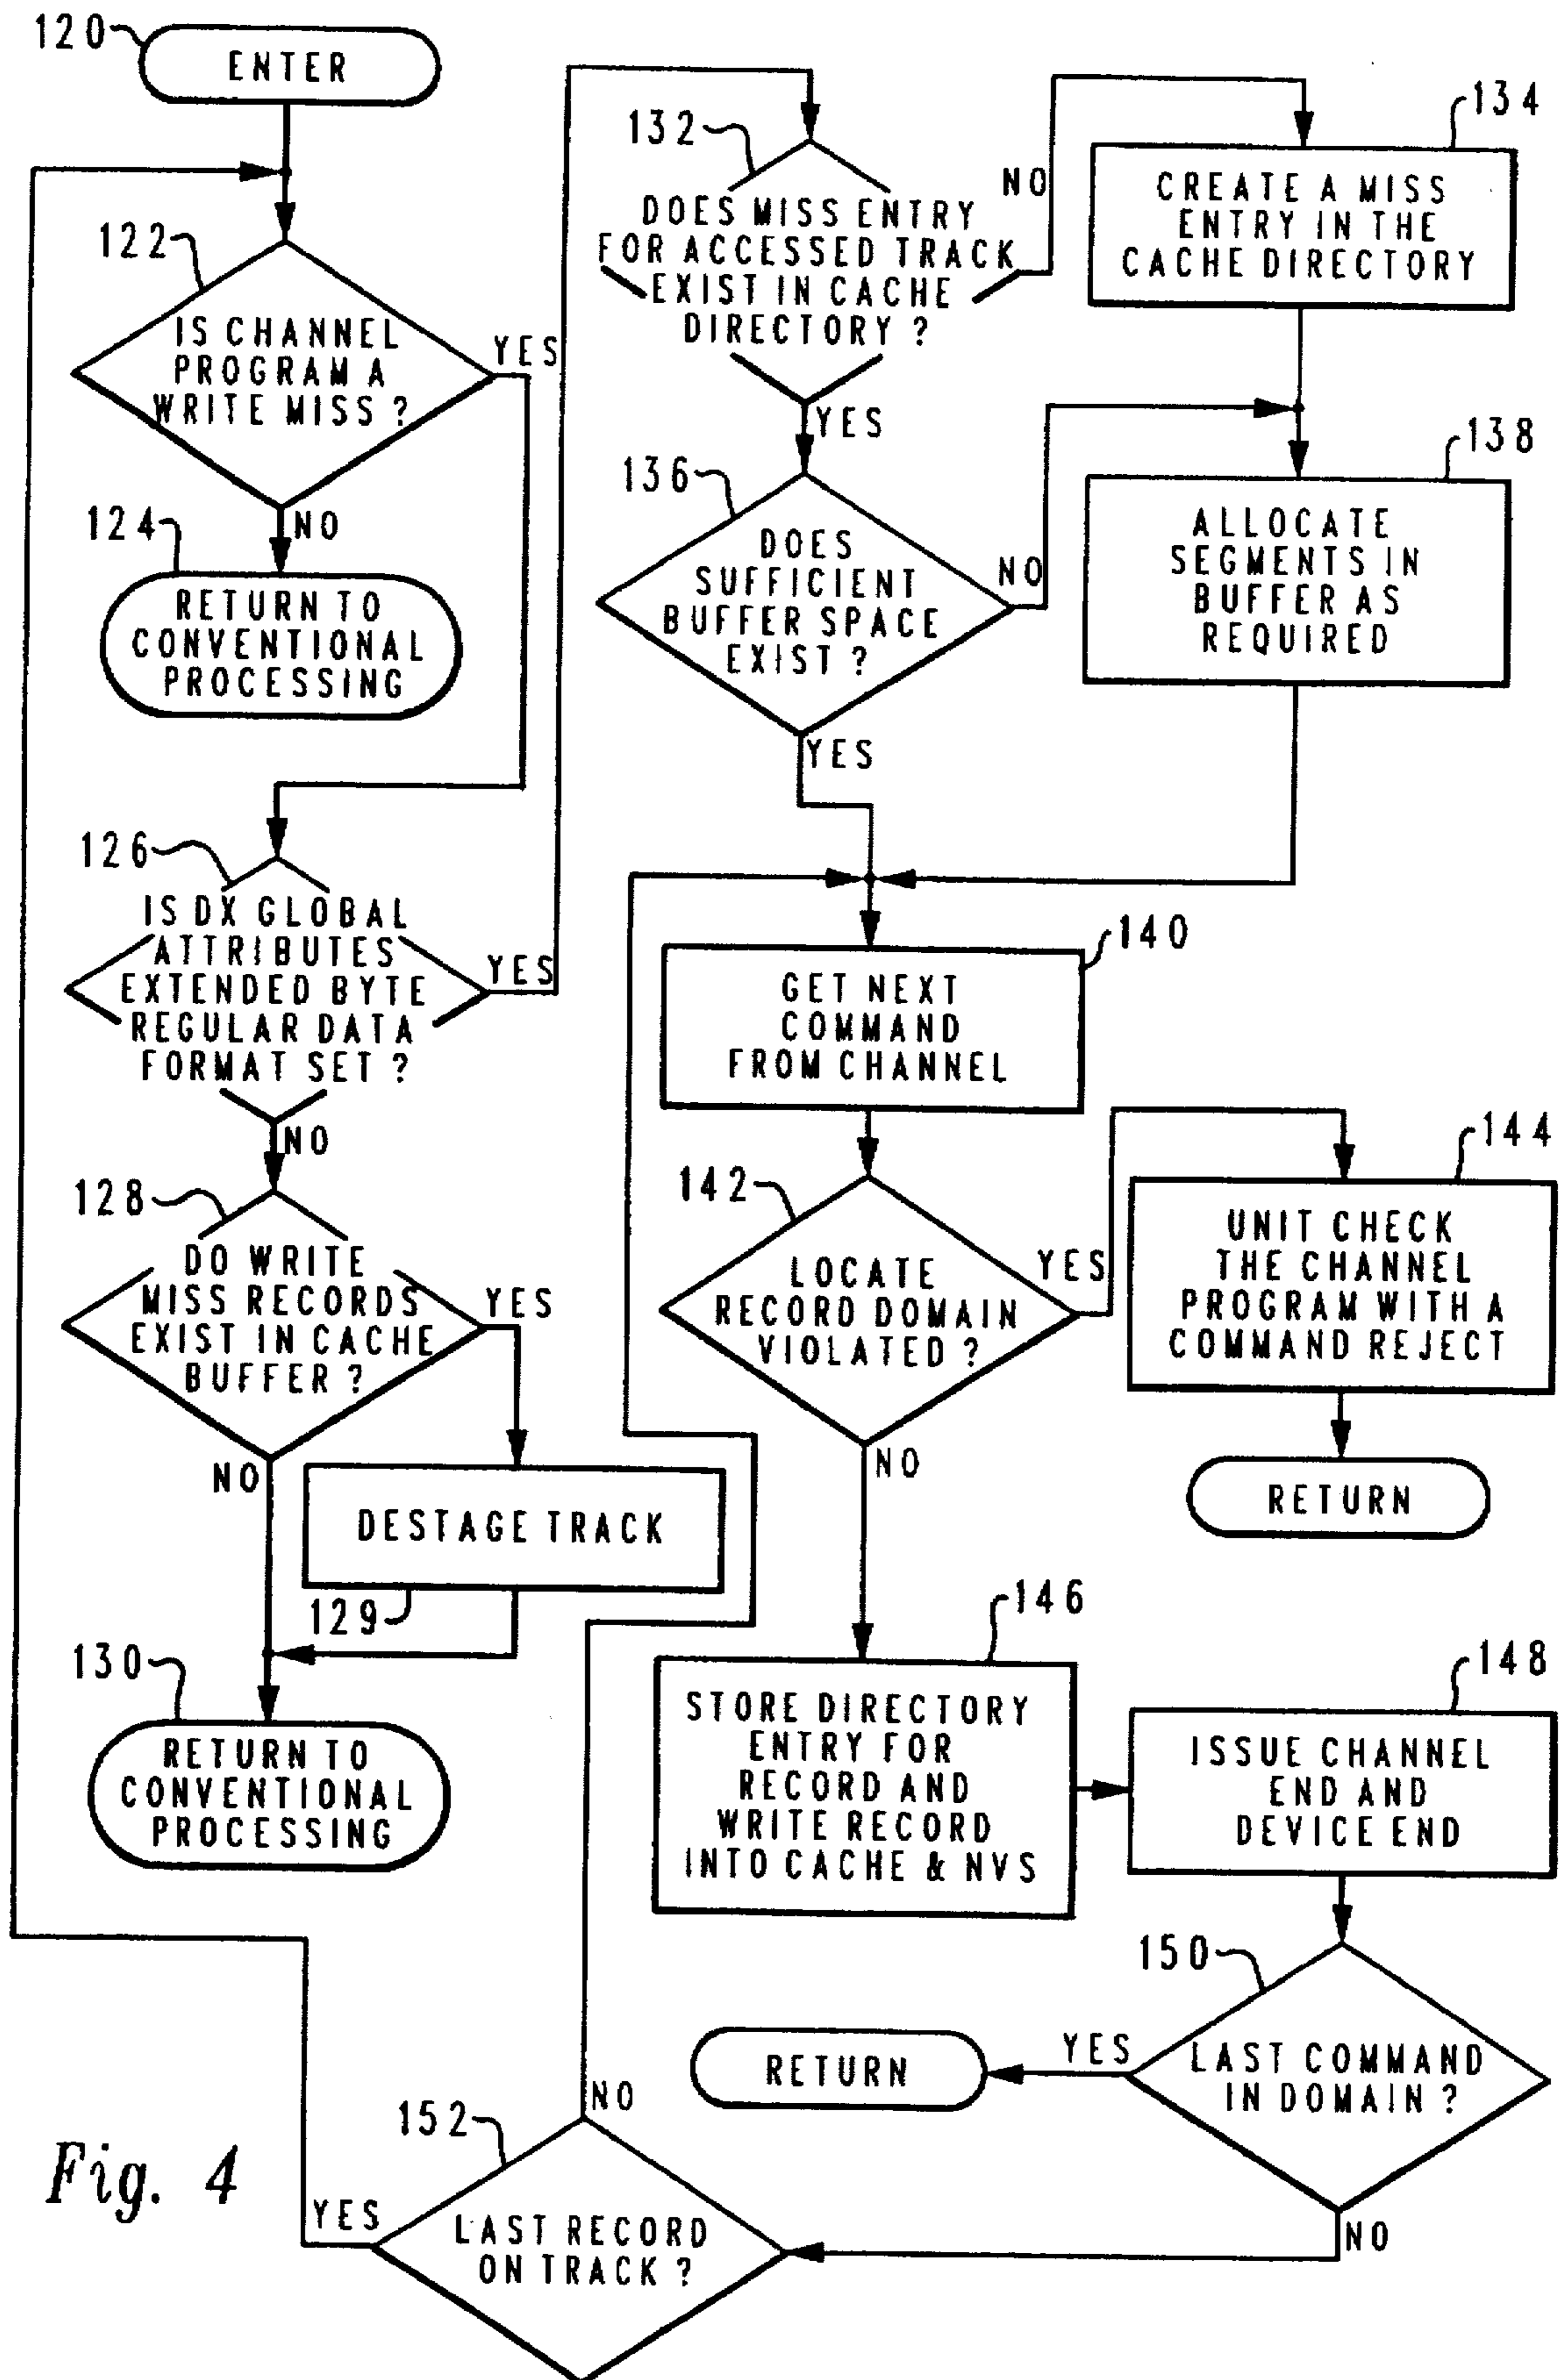 120
ENTER
122
IS CHANNEL
PROGRAM A
WRITE MISS ?
YES
NO
124
RETURN TO
CONVENTIONAL
PROCESSING
126
IS DX GLOBAL
ATTRIBUTES
EXTENDED BYTE
REGULAR DATA
FORMAT SET ?
YES
NO
128
DO WRITE
MISS RECORDS
EXIST IN CACHE
BUFFER ?
YES
NO
DESTAGE TRACK
129
130
RETURN TO
CONVENTIONAL
PROCESSING
132
DOES MISS ENTRY
FOR ACCESSED TRACK
EXIST IN CACHE
DIRECTORY ?
NO
YES
134
CREATE A MISS
ENTRY IN THE
CACHE DIRECTORY
136
DOES
SUFFICIENT
BUFFER SPACE
EXIST ?
NO
YES
138
ALLOCATE
SEGMENTS IN
BUFFER AS
REQUIRED
140
GET NEXT
COMMAND
FROM CHANNEL
142
LOCATE
RECORD DOMAIN
VIOLATED ?
YES
NO
144
UNIT CHECK
THE CHANNEL
PROGRAM WITH A
COMMAND REJECT
RETURN
146
STORE DIRECTORY
ENTRY FOR
RECORD AND
WRITE RECORD
INTO CACHE & NVS
148
ISSUE CHANNEL
END AND
DEVICE END
150
LAST COMMAND
IN DOMAIN ?
YES
RETURN
NO
152
LAST RECORD
ON TRACK ?
NO
YES
Fig. 4